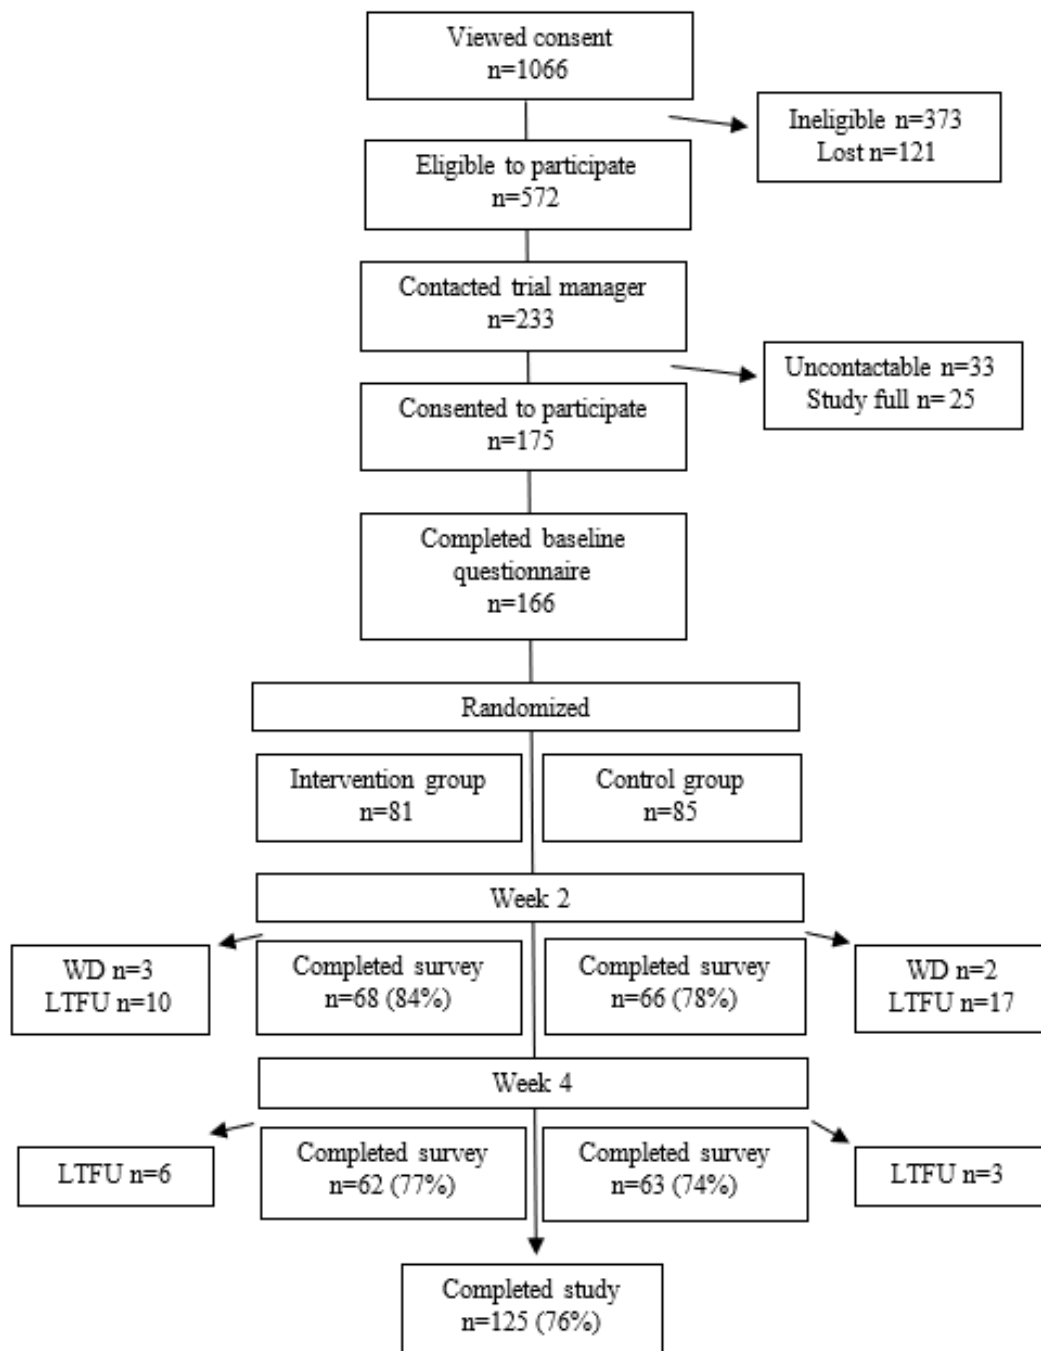 Viewed consent
n=1066
Ineligible n=373
Lost n=121
Eligible to participate
n=572
Contacted trial manager
n=233
Uncontactable n=33
Study full n= 25
Consented to participate
n=175
Completed baseline
questionnaire
n=166
Randomized
Intervention group
n=81
Control group
n=85
Week 2
WD n=3
LTFU n=10
Completed survey
n=68 (84%)
Completed survey
n=66 (78%)
WD n=2
LTFU n=17
Week 4
LTFU n=6
Completed survey
n=62 (77%)
Completed survey
n=63 (74%)
LTFU n=3
Completed study
n=125 (76%)